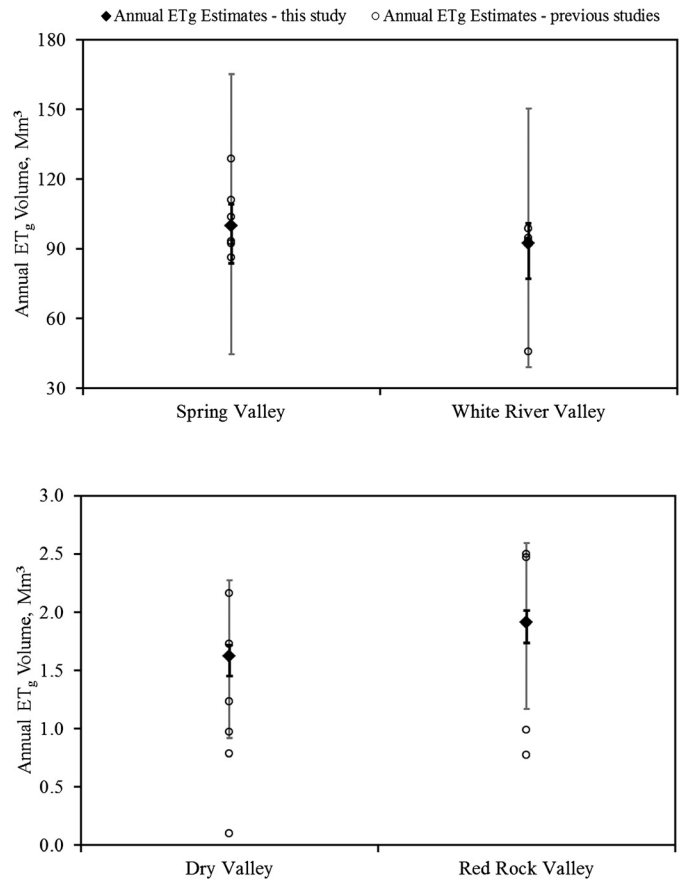 Annual ETg Estimates - this study Annual ETg Estimates - previous studies
180
150
120
90
60
30
Annual ETg Volume, Mm³
Spring Valley White River Valley
3.0
2.5
2.0
1.5
1.0
0.5
0.0
Annual ETg Volume, Mm³
Dry Valley Red Rock Valley